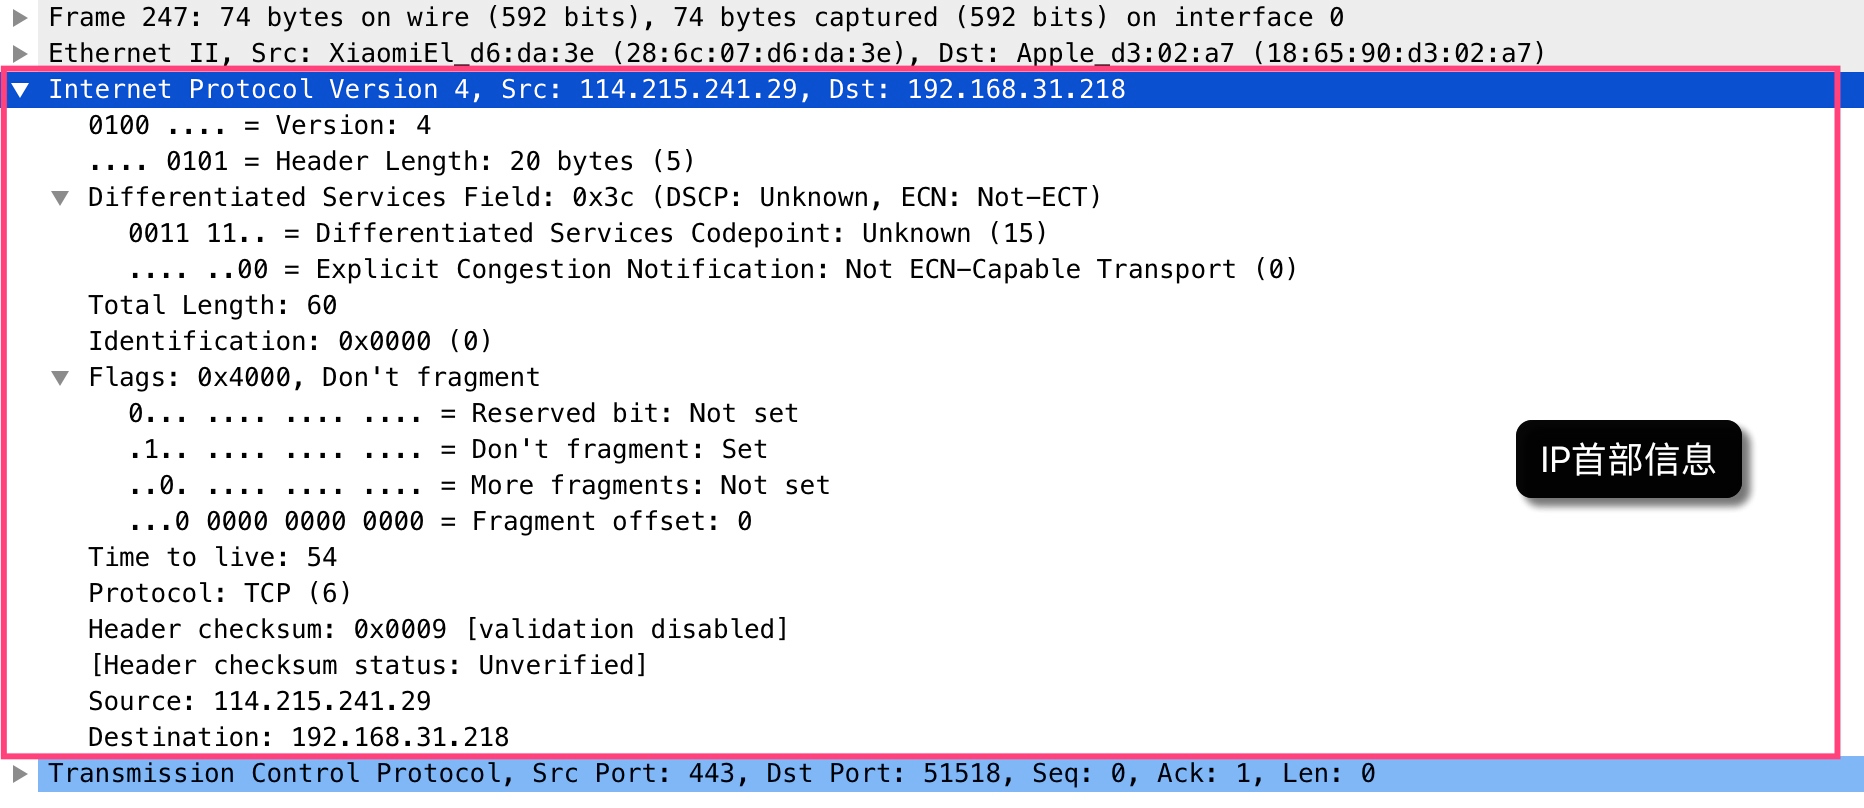 Frame 247: 74 bytes on wire (592 bits), 74 bytes captured (592 bits) on interface 0
Ethernet II, Src: XiaomiEl_d6:da:3e (28:6c:07:d6:da:3e), Dst: Apple_d3:02:a7 (18:65:90:d3:02:a7)
Internet Protocol Version 4, Src: 114.215.241.29, Dst: 192.168.31.218
0100 .... = Version: 4
.... 0101 = Header Length: 20 bytes (5)
Differentiated Services Field: 0x3c (DSCP: Unknown, ECN: Not-ECT)
0011 11.. = Differentiated Services Codepoint: Unknown (15)
.... ..00 = Explicit Congestion Notification: Not ECN-Capable Transport (0)
Total Length: 60
Identification: 0x0000 (0)
Flags: 0x4000, Don't fragment
0... .... .... .... = Reserved bit: Not set
.1.. .... .... .... = Don't fragment: Set
..0. .... .... .... = More fragments: Not set
...0 0000 0000 0000 = Fragment offset: 0
IP首部信息
Time to live: 54
Protocol: TCP (6)
Header checksum: 0x0009 [validation disabled]
[Header checksum status: Unverified]
Source: 114.215.241.29
Destination: 192.168.31.218
Transmission Control Protocol, Src Port: 443, Dst Port: 51518, Seq: 0, Ack: 1, Len: 0